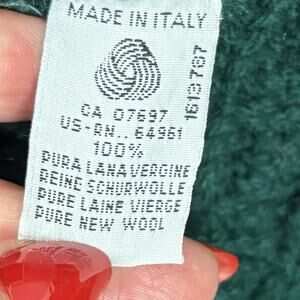 MADE IN ITALY
CA 07697
US-RN.. 64961
100%
PURA LANA VERGINE
REINE SCHURWOLLE
PURE LAINE VIERGE
PURE NEW WOOL
1613767